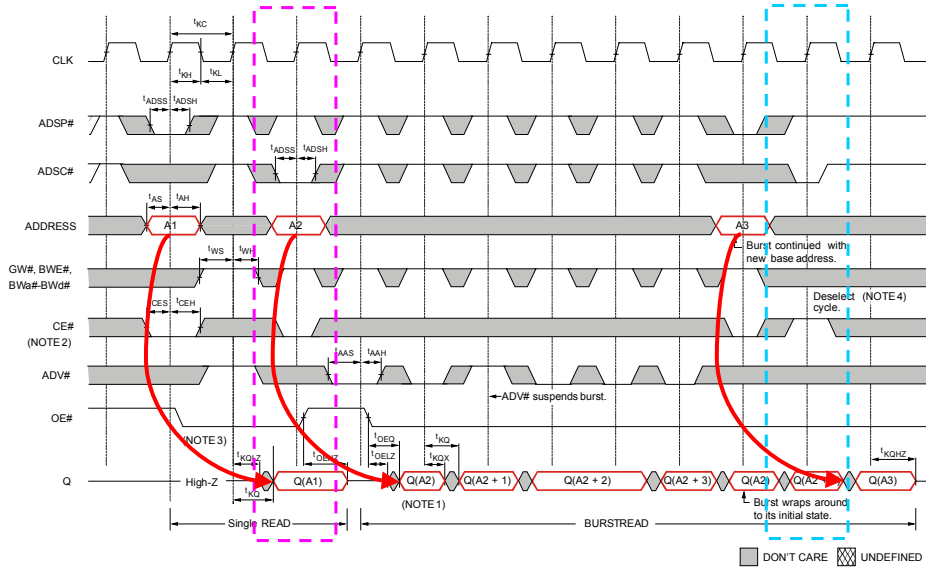 tKC
CLK
tKH tKL
tADSS tADSH
ADSP#
tADSS tADSH
ADSC#
tAS tAH
ADDRESS A1 A2 A3
Burst continued with
new base address.
tWS tWH
GW#, BWE#,
BWa#-BWd#
CES tCEH
Deselect (NOTE 4)
cycle.
CE#
(NOTE 2)
tAAS tAAH
ADV#
ADV# suspends burst.
OE#
(NOTE 3)
tOEQ tKQ
tKQLZ tOEHZ tOELZ tKQX tKQHZ
Q High-Z Q(A1) Q(A2) Q(A2 + 1) Q(A2 + 2) Q(A2 + 3) Q(A2) Q(A2 Q(A3)
tKQ (NOTE 1)
Burst wraps around
to its initial state.
Single READ BURSTREAD
DON'T CARE UNDEFINED